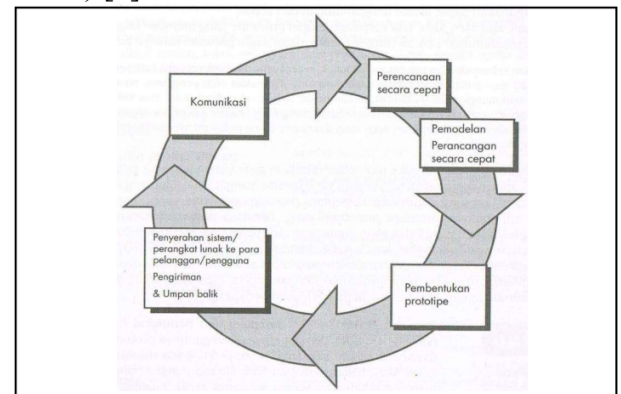 Komunikasi
Perencanaan
secara cepat
Pemodelan
Perancangan
secara cepat
Pembentukan
prototipe
Penyerahan sistem/
perangkat lunak ke para
pelanggan/pengguna
Pengiriman
& Umpan balik